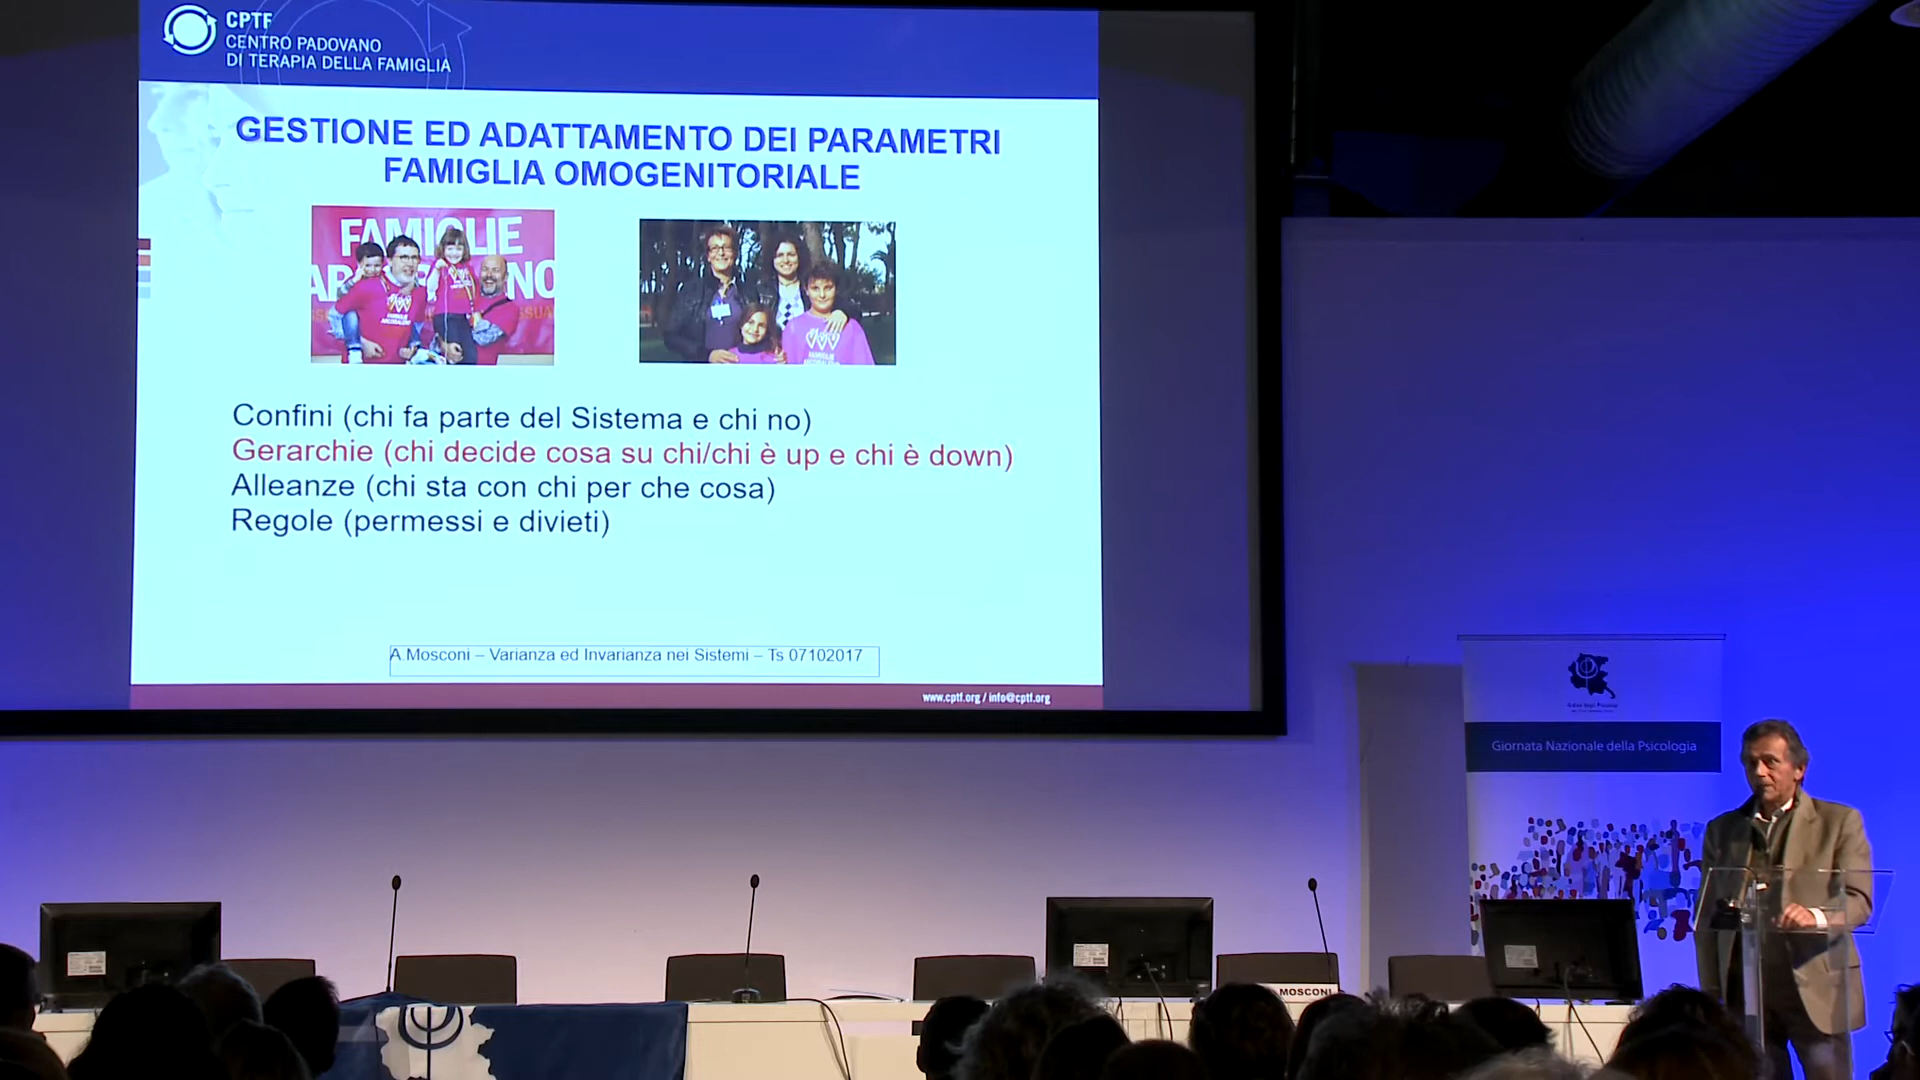 CPTF
CENTRO PADOVANO
DI TERAPIA DELLA FAMIGLIA
GESTIONE ED ADATTAMENTO DEI PARAMETRI
FAMIGLIA OMOGENITORIALE
FAMIGLIE
Confini (chi fa parte del Sistema e chi no)
Gerarchie (chi decide cosa su chi/chi è up e chi è down)
Alleanze (chi sta con chi per che cosa)
Regole (permessi e divieti)
A.Mosconi – Varianza ed Invarianza nei Sistemi – Ts 07102017
www.cptf.org / info@cptf.org
Giornata Nazionale della Psicologia
MOSCONI